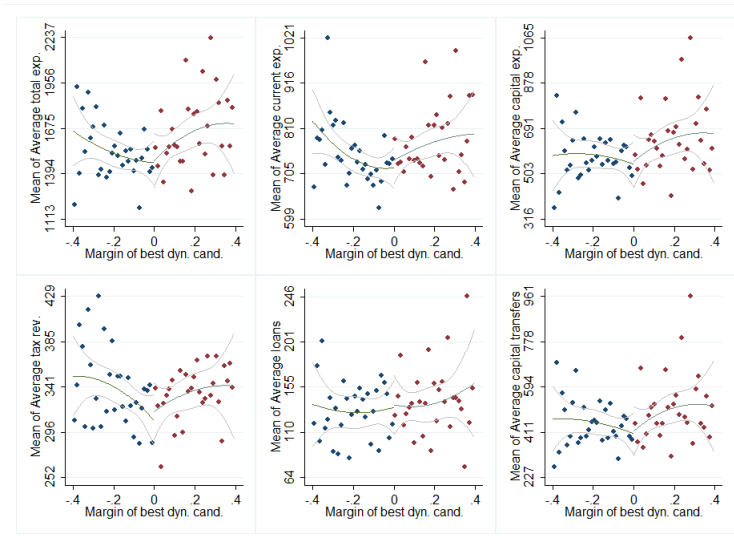 Mean of Average total exp.
2237
1956
1675
1394
1113
-.4 -.2 0 .2 .4
Margin of best dyn. cand.
Mean of Average current exp.
1021
916
810
705
599
-.4 -.2 0 .2 .4
Margin of best dyn. cand.
Mean of Average capital exp.
1065
878
691
503
316
-.4 -.2 0 .2 .4
Margin of best dyn. cand.
Mean of Average tax rev.
429
385
341
296
252
-.4 -.2 0 .2 .4
Margin of best dyn. cand.
Mean of Average loans
246
201
155
110
64
-.4 -.2 0 .2 .4
Margin of best dyn. cand.
Mean of Average capital transfers
961
778
594
411
227
-.4 -.2 0 .2 .4
Margin of best dyn. cand.